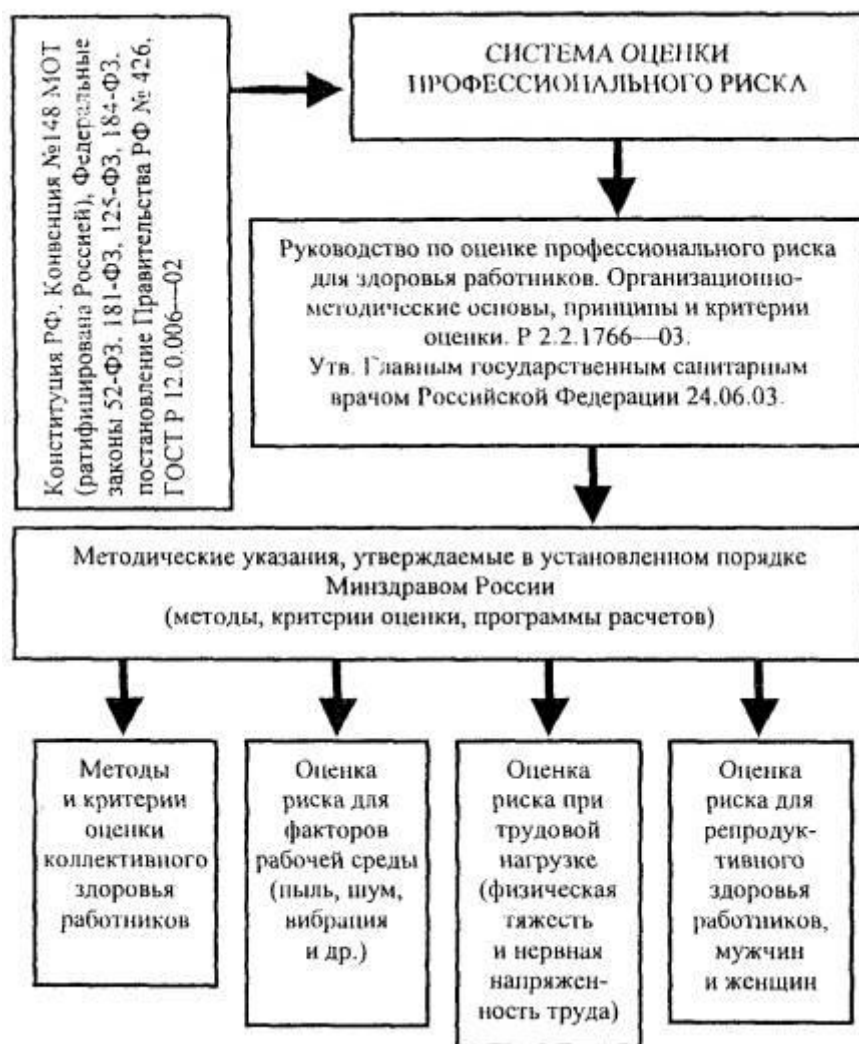 Конституция РФ, Конвенция №148 МОТ
(ратифицирована Россией), Федеральные
законы 52-ФЗ, 181-ФЗ, 125-ФЗ, 184-ФЗ,
постановление Правительства РФ № 426,
ГОСТ Р 12.0.006—02
СИСТЕМА ОЦЕНКИ
ПРОФЕССИОНАЛЬНОГО РИСКА
Руководство по оценке профессионального риска
для здоровья работников. Организационно-
методические основы, принципы и критерии
оценки. Р 2.2.1766—03.
Утв. Главным государственным санитарным
врачом Российской Федерации 24.06.03.
Методические указания, утверждаемые в установленном порядке
Минздравом России
(методы, критерии оценки, программы расчетов)
Методы
и критерии
оценки
коллективного
здоровья
работников
Оценка
риска для
факторов
рабочей среды
(пыль, шум,
вибрация
и др.)
Оценка
риска при
трудовой
нагрузке
(физическая
тяжесть
и нервная
напряжен-
ность труда)
Оценка
риска для
репродук-
тивного
здоровья
работников,
мужчин
и женщин